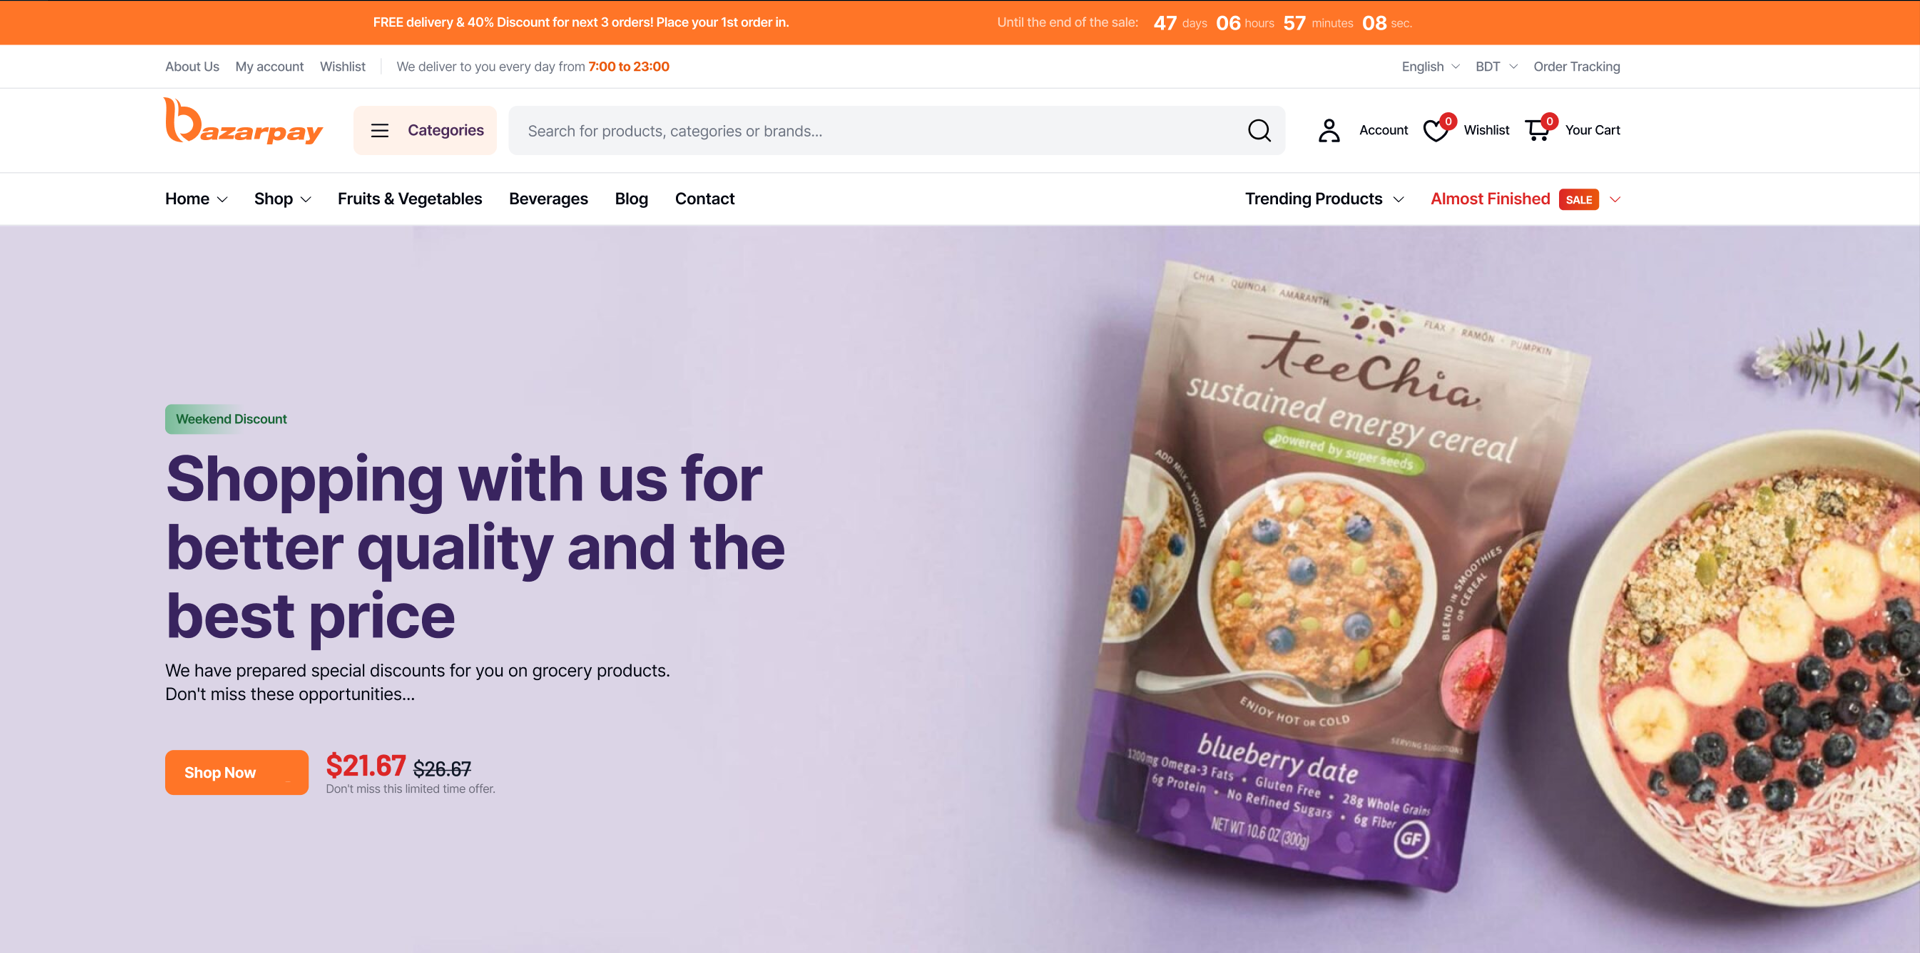 FREE delivery & 40% Discount for next 3 orders! Place your 1st order in.
Until the end of the sale: 47 days 06 hours 57 minutes 08 sec.
About Us My account Wishlist We deliver to you every day from 7:00 to 23:00
English BDT Order Tracking
bazarpay
Categories
Search for products, categories or brands...
Account 0 Wishlist 0 Your Cart
Home Shop Fruits & Vegetables Beverages Blog Contact
Trending Products Almost Finished SALE
Weekend Discount
Shopping with us for
better quality and the
best price
We have prepared special discounts for you on grocery products.
Don't miss these opportunities...
Shop Now
$21.67 $26.67
Don't miss this limited time offer.
CHIA • QUINOA • AMARANTH
FLAX • RAMÓN • PUMPKIN
teeChia
sustained energy cereal
powered by super seeds
ADD MILK OR YOGURT
BLEND IN SMOOTHIES
OR CEREAL
ENJOY HOT OR COLD
SERVING SUGGESTIONS
blueberry date
1200mg Omega-3 Fats • Gluten Free • 28g Whole Grains
6g Protein • No Refined Sugars • 6g Fiber
NET WT 10.6 OZ (300g)
GF